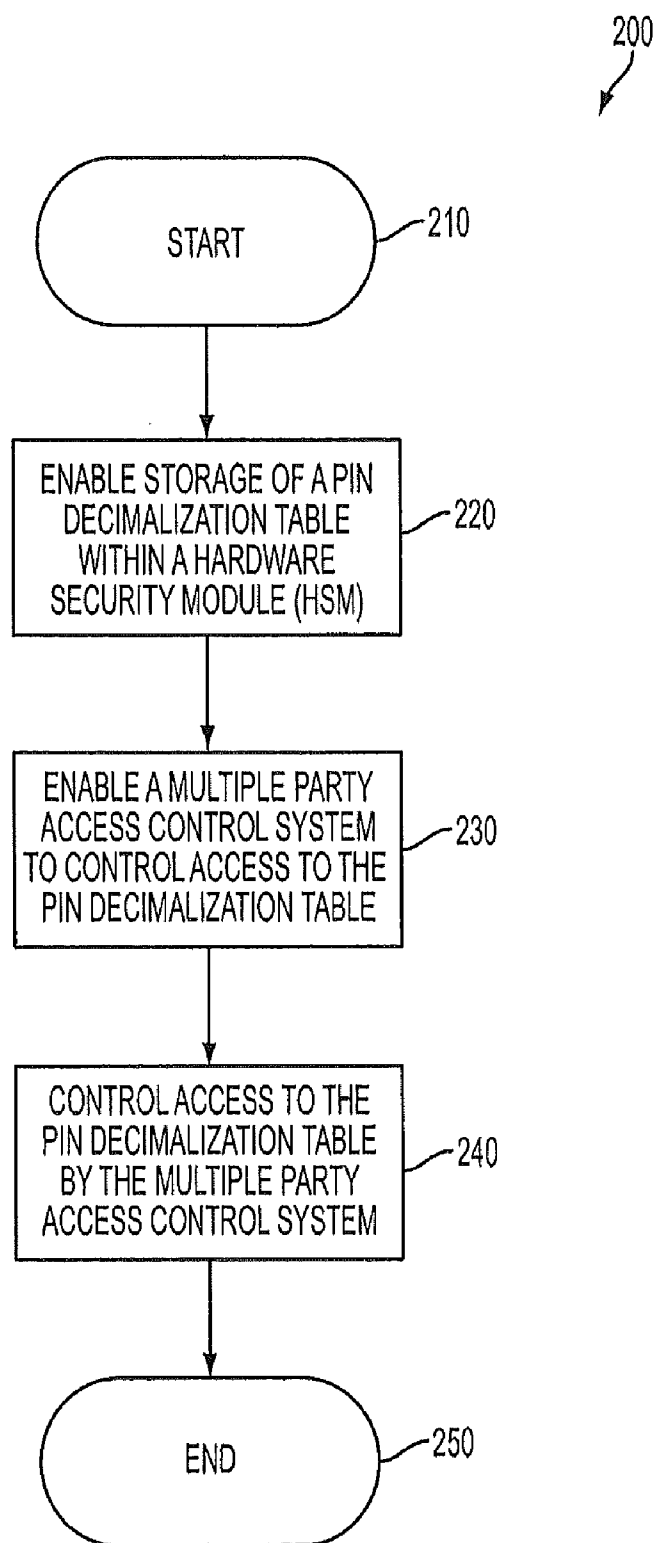 200
START
210
ENABLE STORAGE OF A PIN
DECIMALIZATION TABLE
WITHIN A HARDWARE
SECURITY MODULE (HSM)
220
ENABLE A MULTIPLE PARTY
ACCESS CONTROL SYSTEM
TO CONTROL ACCESS TO THE
PIN DECIMALIZATION TABLE
230
CONTROL ACCESS TO THE
PIN DECIMALIZATION TABLE
BY THE MULTIPLE PARTY
ACCESS CONTROL SYSTEM
240
END
250